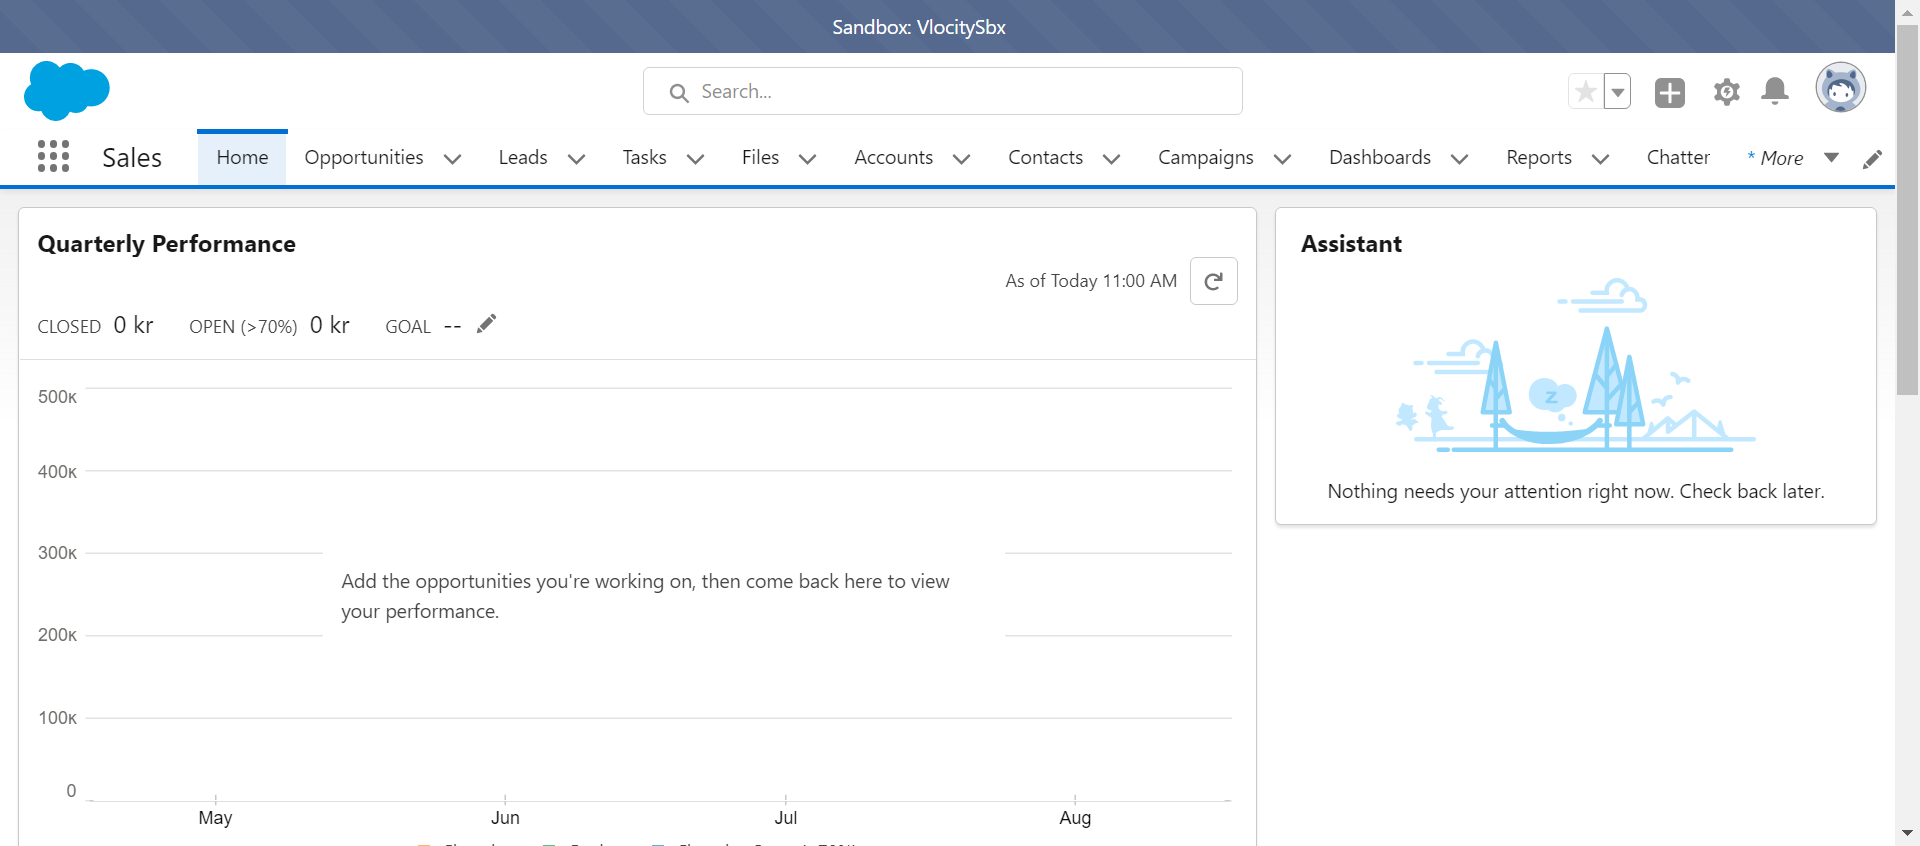 Sandbox: VlocitySbx
Search...
Sales Home Opportunities Leads Tasks Files Accounts Contacts Campaigns Dashboards Reports Chatter * More
Quarterly Performance
As of Today 11:00 AM
CLOSED 0 kr OPEN (>70%) 0 kr GOAL --
500K
400K
300K
Add the opportunities you're working on, then come back here to view
your performance.
200K
100K
0
May Jun Jul Aug
Assistant
Z
Nothing needs your attention right now. Check back later.